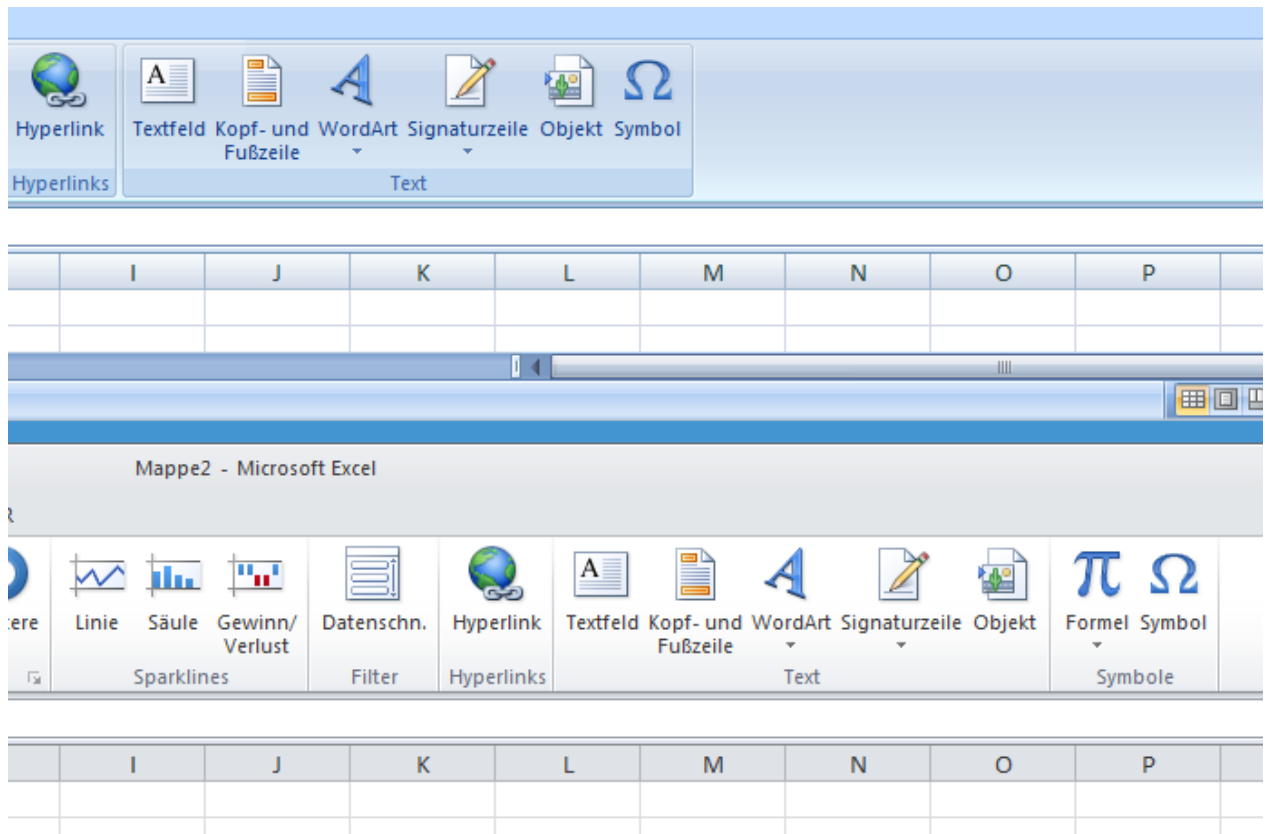 Hyperlink Textfeld Kopf- und WordArt Signaturzeile Objekt Symbol
Fußzeile
Hyperlinks Text
I J K L M N O P
Mappe2 - Microsoft Excel
Linie Säule Gewinn/ Datenschn. Hyperlink Textfeld Kopf- und WordArt Signaturzeile Objekt Formel Symbol
Verlust Fußzeile
Sparklines Filter Hyperlinks Text Symbole
I J K L M N O P